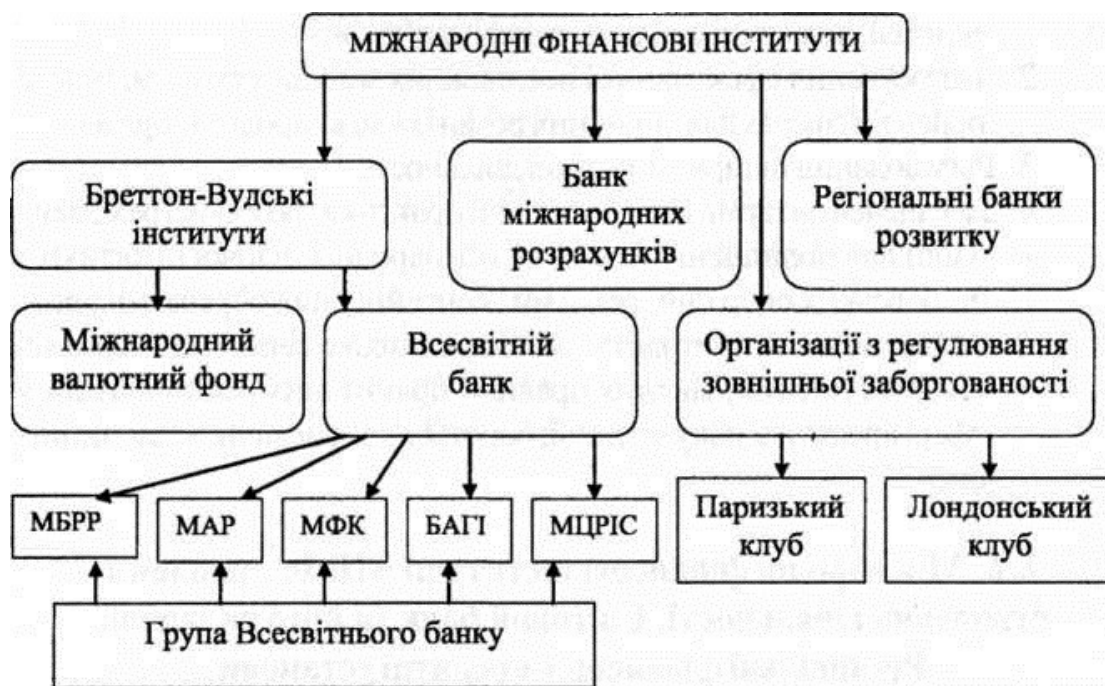 МІЖНАРОДНІ ФІНАНСОВІ ІНСТИТУТИ
Бреттон-Вудські
інститути
Банк
міжнародних
розрахунків
Регіональні банки
розвитку
Міжнародний
валютний фонд
Всесвітній
банк
Організації з регулювання
зовнішньої заборгованості
МБРР
МАР
МФК
БАГІ
МЦРІС
Паризький
клуб
Лондонський
клуб
Група Всесвітнього банку